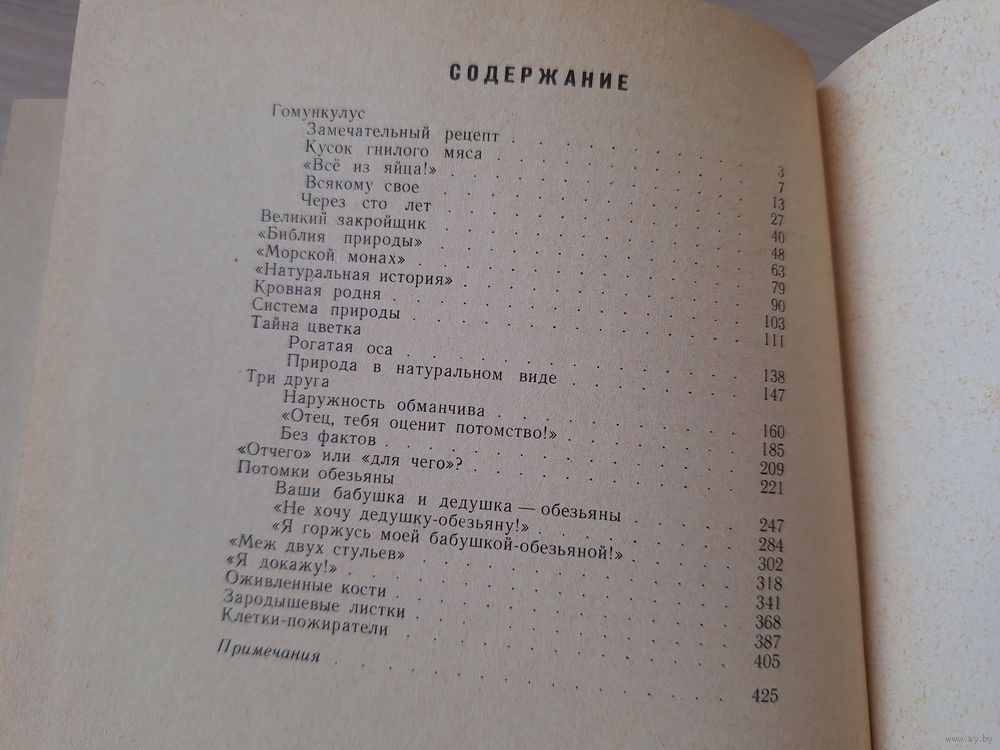 СОДЕРЖАНИЕ
Гомункулус
Замечательный рецепт . . . . . . . . 3
Кусок гнилого мяса . . . . . . . . 7
«Всё из яйца!» . . . . . . . . 13
Всякому свое . . . . . . . . 27
Через сто лет . . . . . . . . 40
Великий закройщик . . . . . . . . 48
«Библия природы» . . . . . . . . 63
«Морской монах» . . . . . . . . 79
«Натуральная история» . . . . . . . . 90
Кровная родня . . . . . . . . 103
Система природы . . . . . . . . 111
Тайна цветка
Рогатая оса . . . . . . . . 138
Природа в натуральном виде . . . . . . 147
Три друга
Наружность обманчива . . . . . . . . 160
«Отец, тебя оценит потомство!» . . . . . . 185
Без фактов . . . . . . . . 209
«Отчего» или «для чего»? . . . . . . . . 221
Потомки обезьяны
Ваши бабушка и дедушка — обезьяны . . . . 247
«Не хочу дедушку-обезьяну!» . . . . . . 284
«Я горжусь моей бабушкой-обезьяной!» . . . . 302
«Меж двух стульев» . . . . . . . . 318
«Я докажу!» . . . . . . . . 341
Оживленные кости . . . . . . . . 368
Зародышевые листки . . . . . . . . 387
Клетки-пожиратели . . . . . . . . 405
Примечания . . . . . . . . 425
www.ay.by